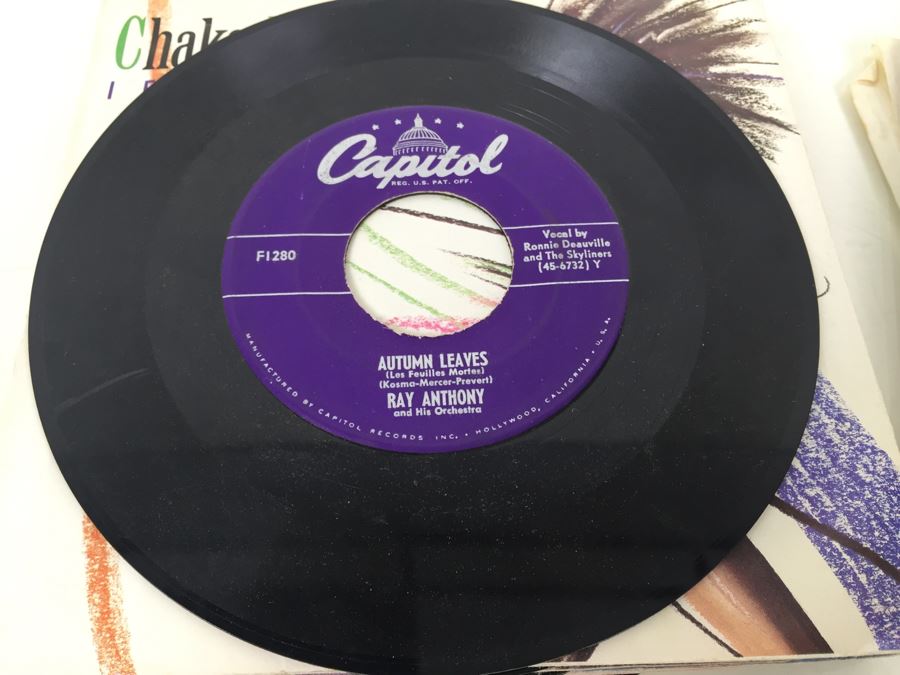 Chaka
Capitol
REG. U.S. PAT. OFF.
F1280
Vocal by
Ronnie Deauville
and The Skyliners
(45-6732) Y
AUTUMN LEAVES
(Les Feuilles Mortes)
(Kosma-Mercer-Prevert)
RAY ANTHONY
and His Orchestra
MANUFACTURED BY CAPITOL RECORDS INC. • HOLLYWOOD, CALIFORNIA • U.S.A.